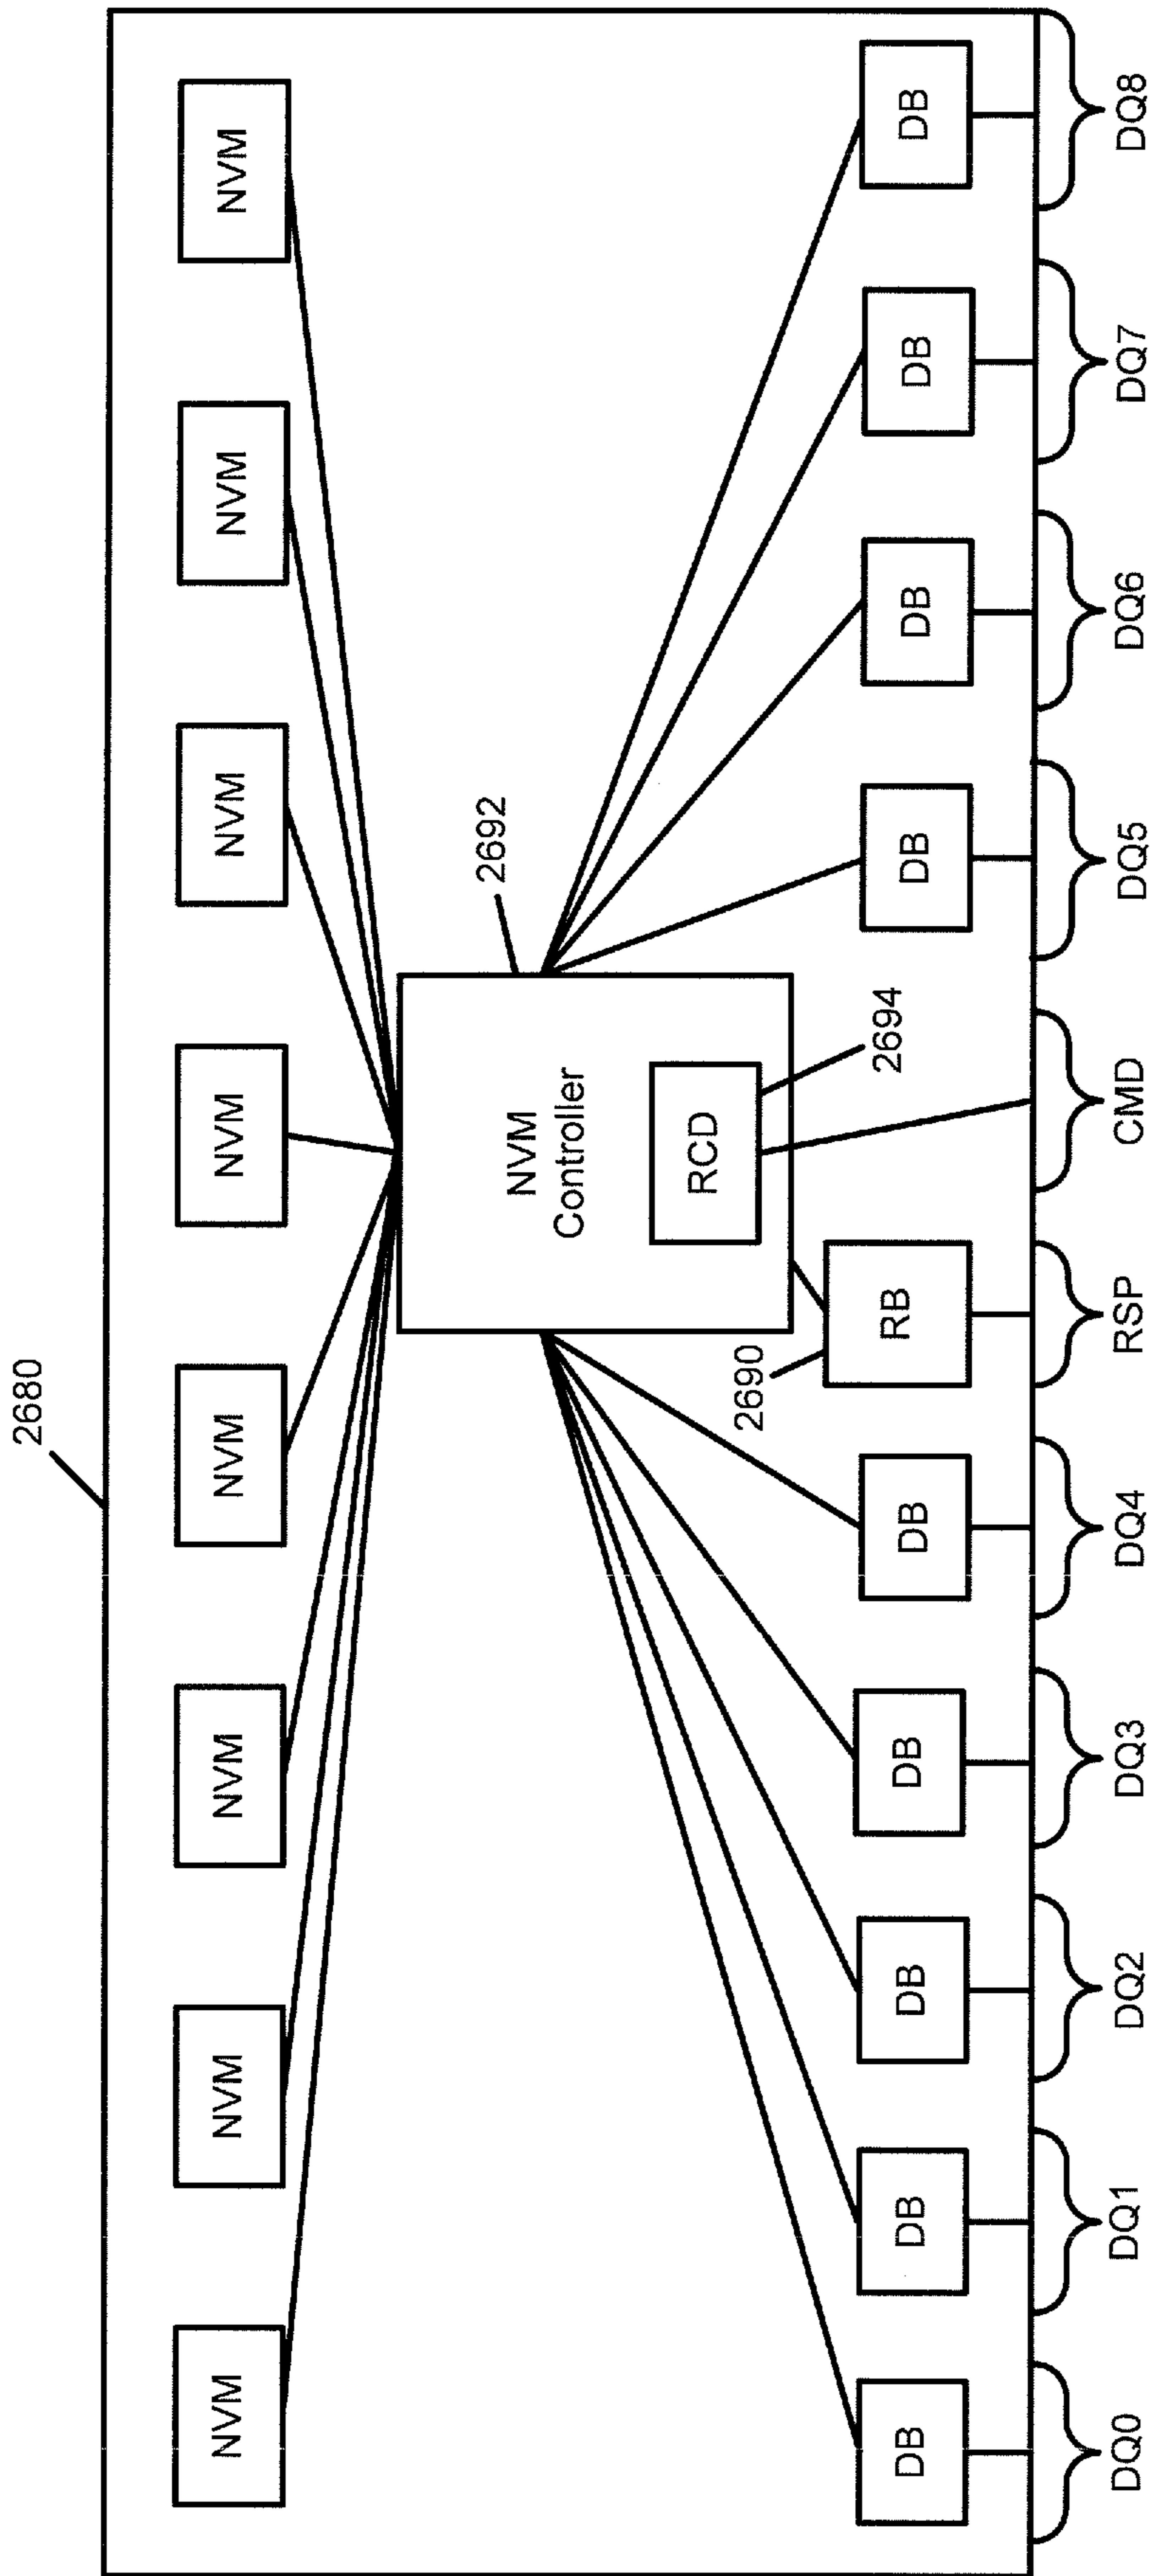 2680
NVM
NVM
NVM
NVM
NVM
NVM
NVM
NVM
2692
NVM
Controller
RCD
2694
2690
RB
DB
DB
DB
DB
DB
DB
DB
DB
DB
DQ0
DQ1
DQ2
DQ3
DQ4
RSP
CMD
DQ5
DQ6
DQ7
DQ8